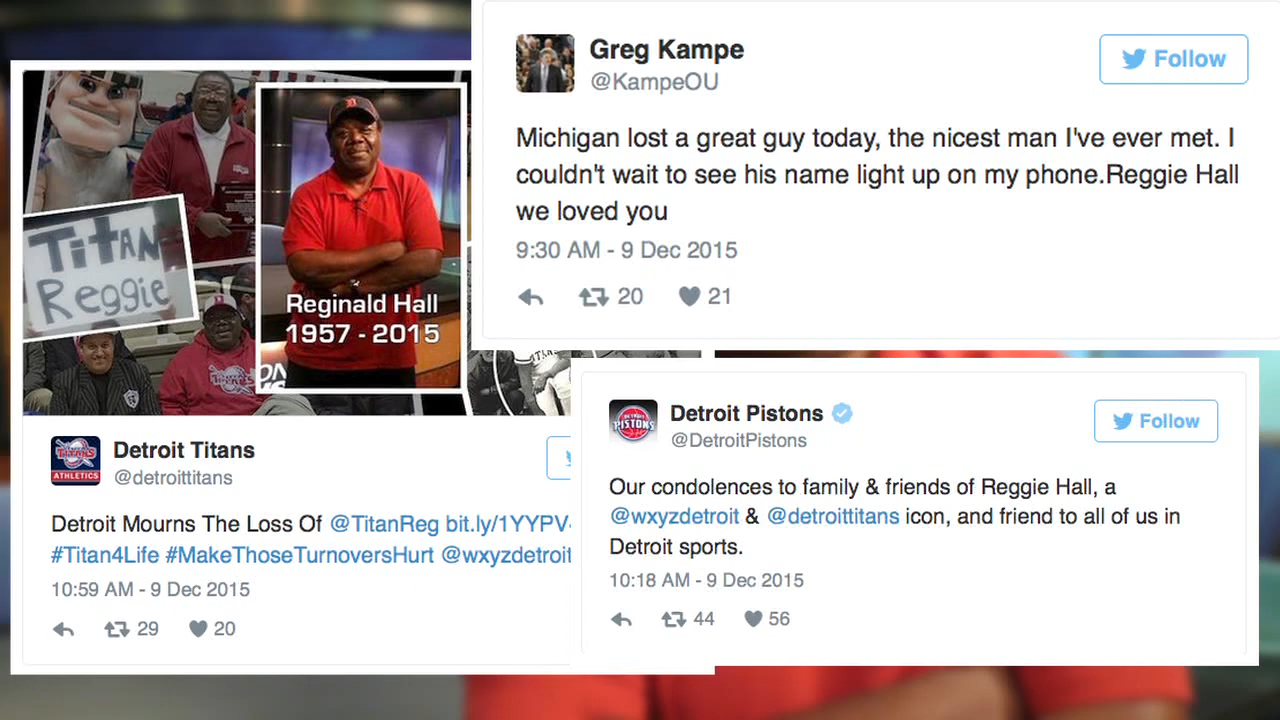 TiTAN
Reggie
Reginald Hall
1957 - 2015
TITANS
ATHLETICS
Detroit Titans
@detroittitans
Detroit Mourns The Loss Of @TitanReg
#Titan4Life #MakeThoseTurnoversHurt @wxyzdetroit
10:59 AM - 9 Dec 2015
29 20
Greg Kampe
@KampeOU
Follow
Michigan lost a great guy today, the nicest man I've ever met. I
couldn't wait to see his name light up on my phone.Reggie Hall
we loved you
9:30 AM - 9 Dec 2015
20 21
PISTONS
Detroit Pistons
@DetroitPistons
Follow
Our condolences to family & friends of Reggie Hall, a
@wxyzdetroit & @detroittitans icon, and friend to all of us in
Detroit sports.
10:18 AM - 9 Dec 2015
44 56